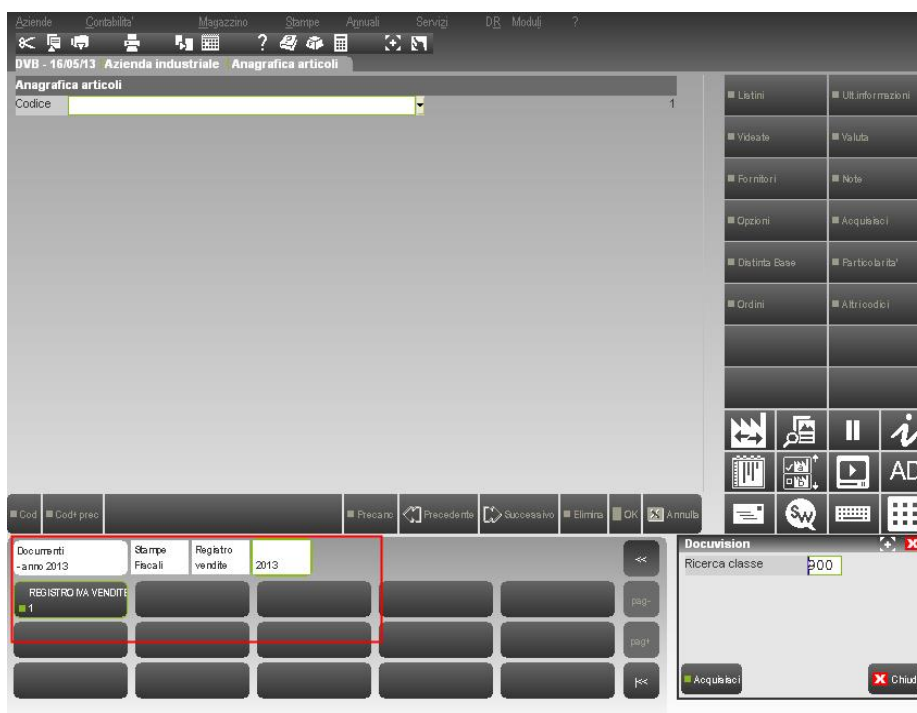 Aziende Contabilita' Magazzino Stampe Annuali Servizi DR Moduli ?
DVB - 16/05/13 Azienda industriale Anagrafica articoli
Anagrafica articoli
Codice 1
Listini Ult.informazioni
Videate Valuta
Fornitori Note
Opzioni Acquisisci
Distinta Base Particolarita'
Ordini Altri codici
AD
SW
Cod Cod+prec Precanc Precedente Successivo Elimina OK Annulla
Documenti - anno 2013
Stampe Fiscali
Registro vendite
2013
<<
REGISTRO IVA VENDITE
1
pag-
pag+
|<<
Docuvision
Ricerca classe 900
Acquisisci Chiud